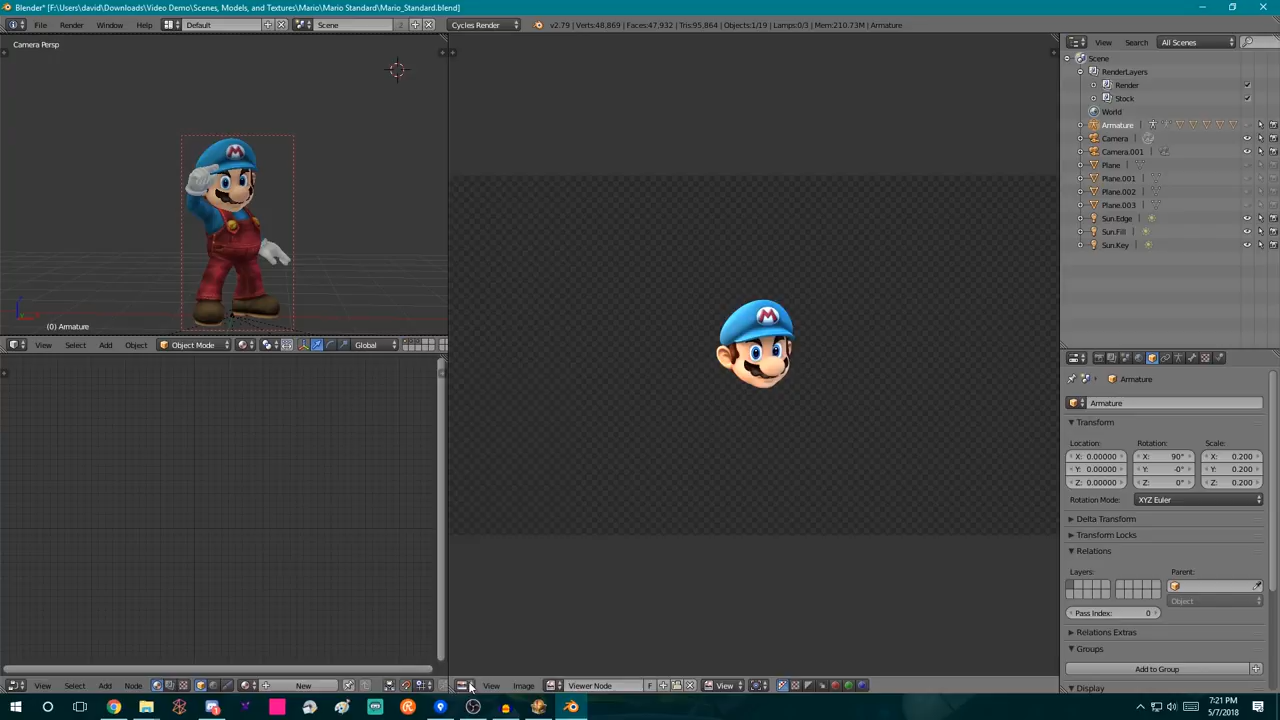 Blender* [F:\Users\david\Downloads\Video Demo\Scenes, Models, and Textures\Mario\Mario Standard\Mario_Standard.blend]
File Render Window Help Default Scene 2 Cycles Render v2.79 | Verts:48,869 | Faces:47,932 | Tris:95,864 | Objects:1/19 | Lamps:0/3 | Mem:210.73M | Armature
View Search All Scenes
Camera Persp
Scene
RenderLayers
Render
Stock
World
Armature
Camera
Camera.001
Plane
Plane.001
Plane.002
Plane.003
Sun.Edge
Sun.Fill
Sun.Key
M
M
(0) Armature
View Select Add Object Object Mode Global
Armature
Armature
Transform
Location: Rotation: Scale:
X: 0.00000 X: 90° X: 0.200
Y: 0.00000 Y: -0° Y: 0.200
Z: 0.00000 Z: 0° Z: 0.200
Rotation Mode: XYZ Euler
Delta Transform
Transform Locks
Relations
Layers: Parent:
Object
Pass Index: 0
Relations Extras
Groups
Add to Group
Display
View Select Add Node New
View Image Viewer Node F View
7:21 PM
5/7/2018